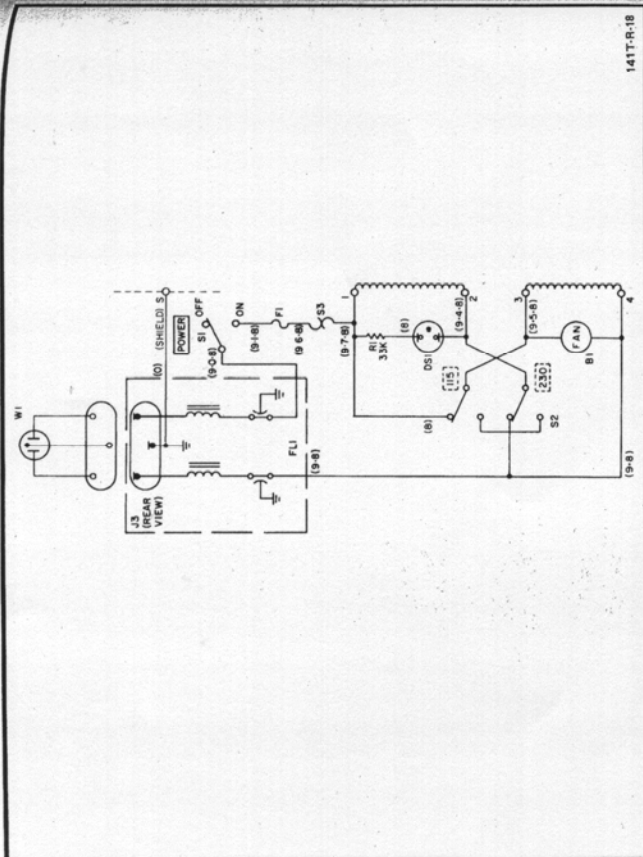 141T-R-18
W1
J3
(REAR
VIEW)
(0)
(SHIELD) S
POWER
OFF
S1
ON
(9-0-8)
(9-1-8)
F1
(9 6-8)
S3
FL1
(9-8)
(9-7-8)
1
R1
33K
(8)
DS1
(9-4-8)
2
3
(9-5-8)
FAN
B1
4
115
230
(8)
S2
(9-8)